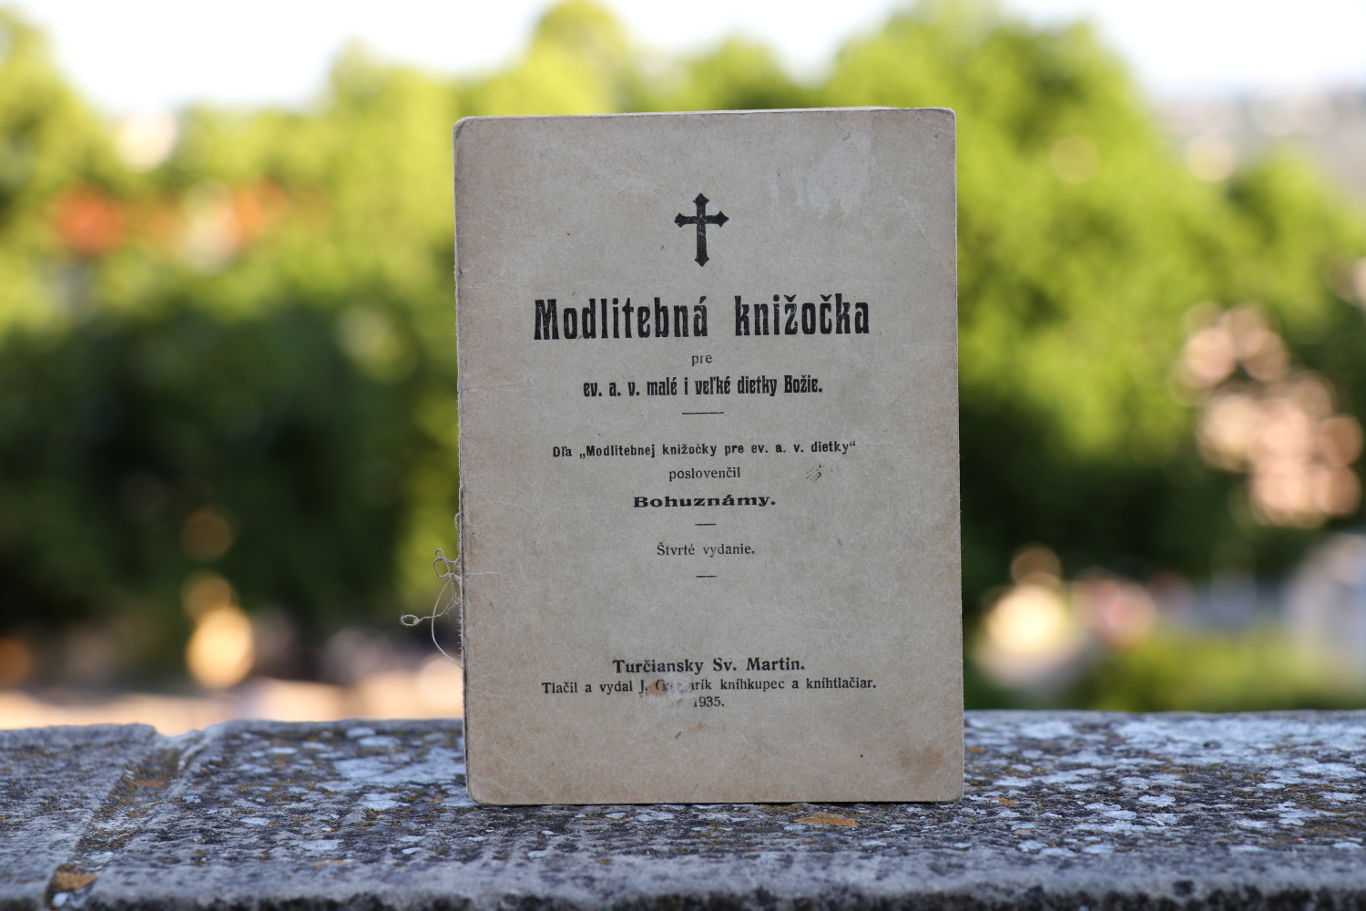 Modlitebná knižočka
pre
ev. a. v. malé i veľké dietky Božie.
Dľa „Modlitebnej knižočky pre ev. a. v. dietky“
poslovenčil
Bohuznámy.
Štvrté vydanie.
Turčiansky Sv. Martin.
Tlačil a vydal J. kníhkupec a kníhtlačiar.
1935.